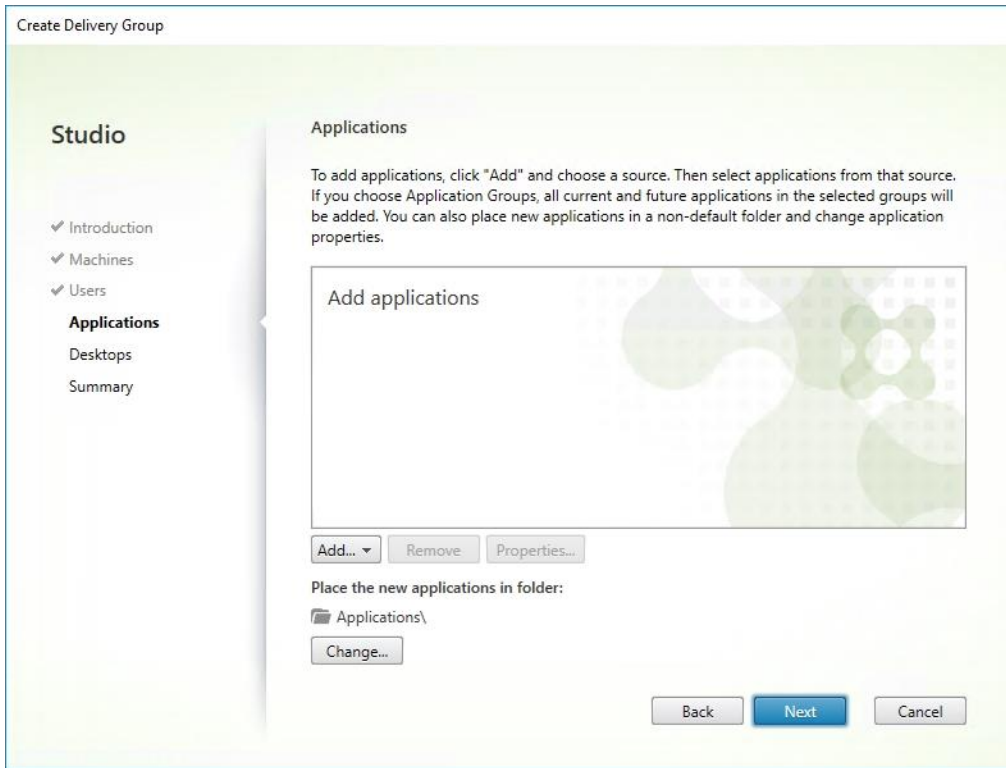 Create Delivery Group
Studio
Introduction
Machines
Users
Applications
Desktops
Summary
Applications
To add applications, click "Add" and choose a source. Then select applications from that source.
If you choose Application Groups, all current and future applications in the selected groups will
be added. You can also place new applications in a non-default folder and change application
properties.
Add applications
Add...
Remove
Properties...
Place the new applications in folder:
Applications\
Change...
Back
Next
Cancel